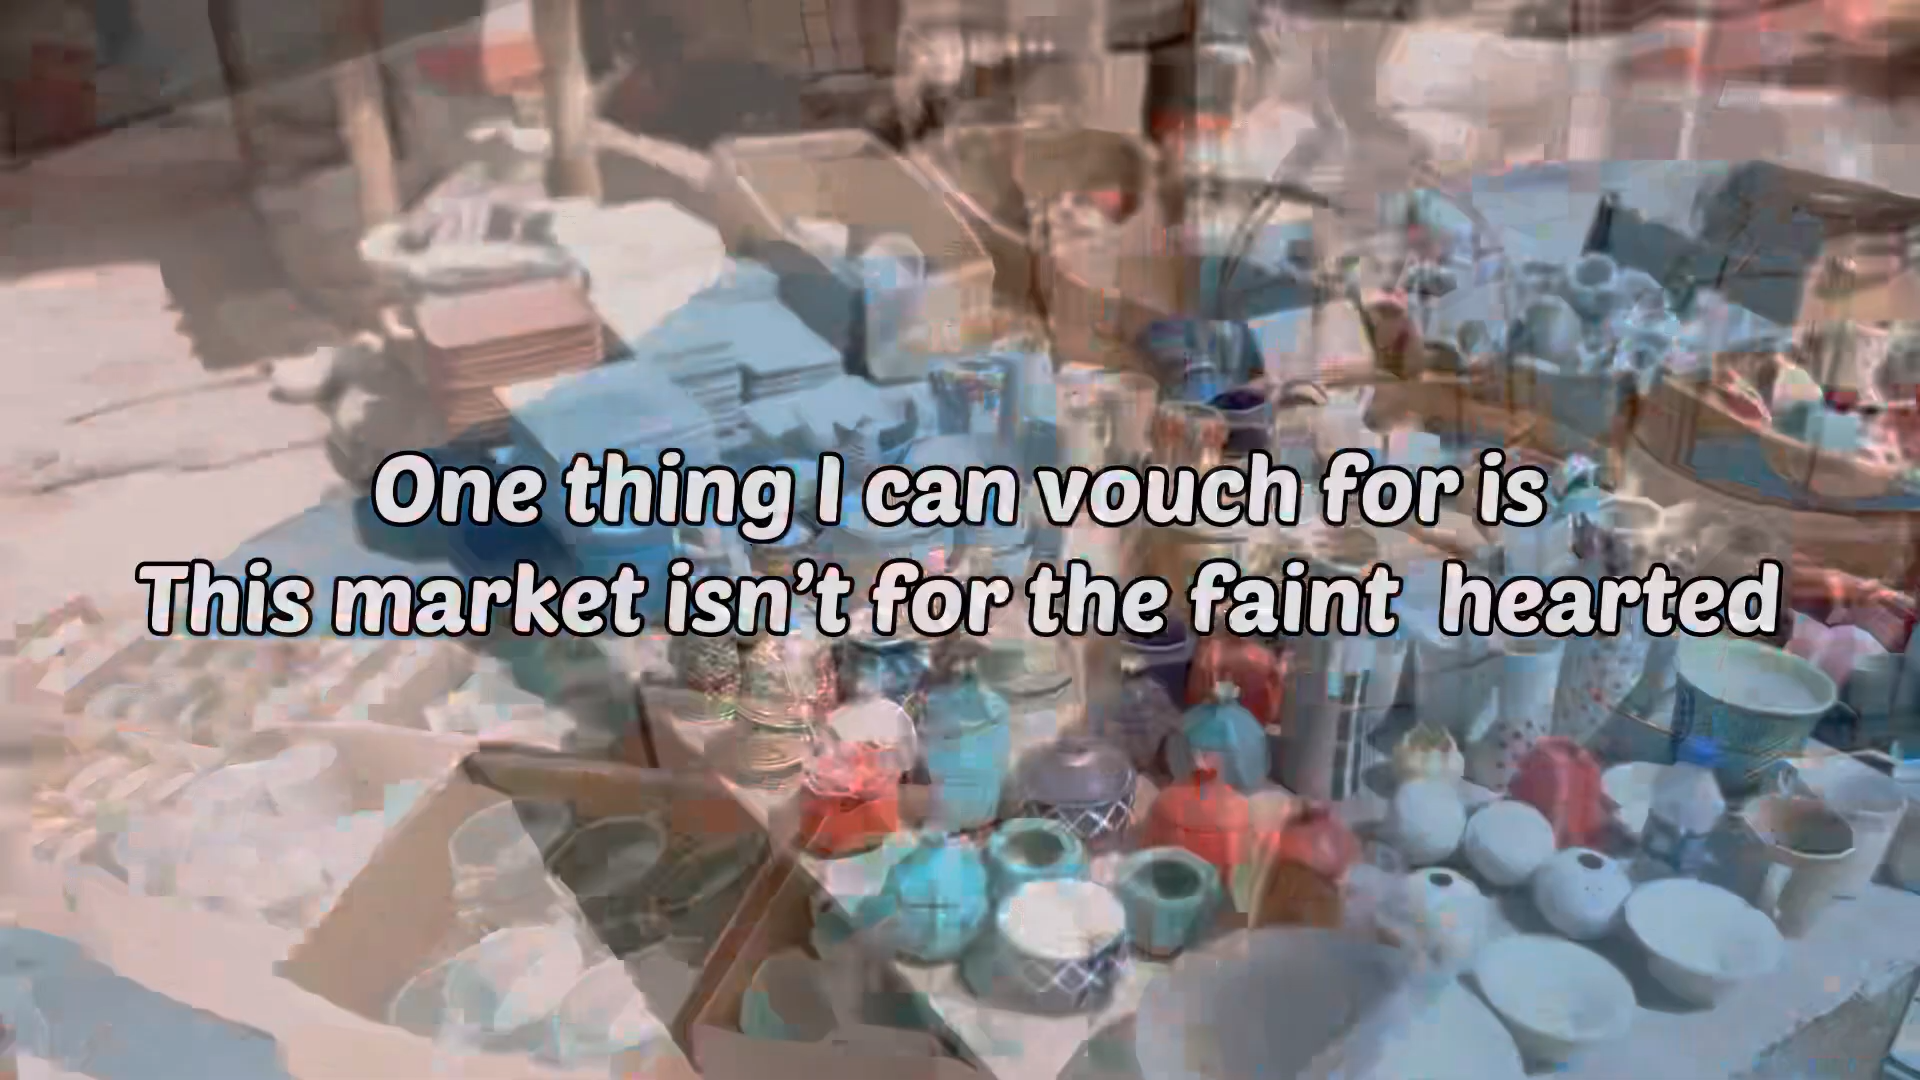 One thing I can vouch for is
This market isn’t for the faint  hearted